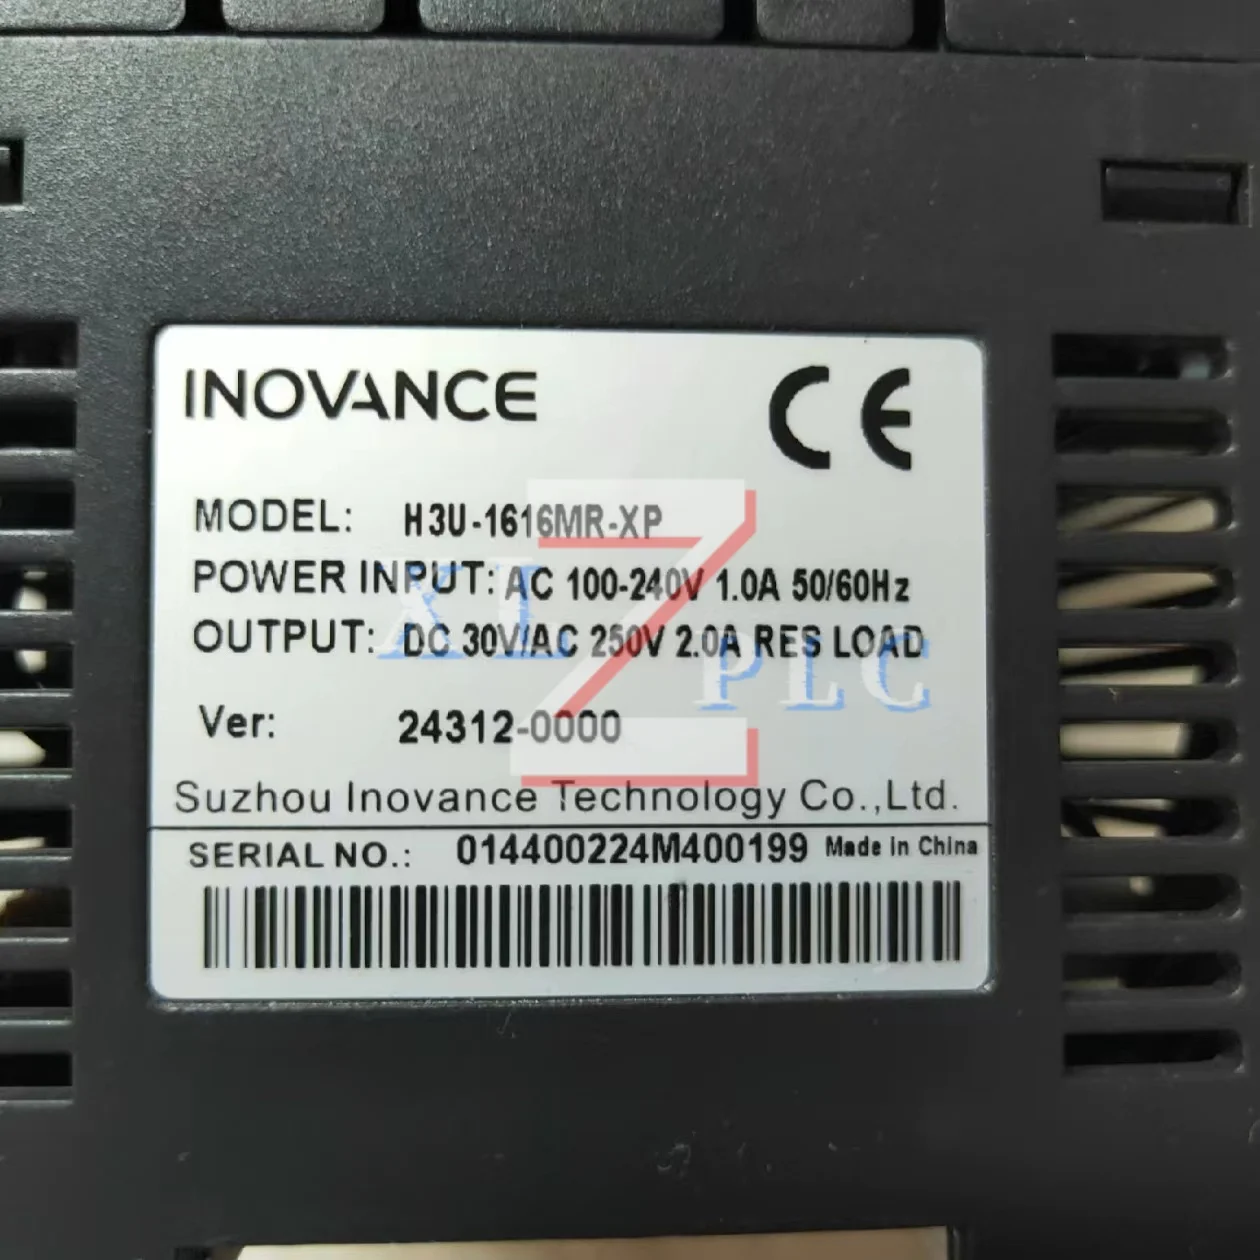 INOVANCE CE
MODEL: H3U-1616MR-XP
POWER INPUT: AC 100-240V 1.0A 50/60Hz
OUTPUT: DC 30V/AC 250V 2.0A RES LOAD
XL Z PLC
Ver: 24312-0000
Suzhou Inovance Technology Co.,Ltd.
SERIAL NO.: 014400224M400199 Made in China